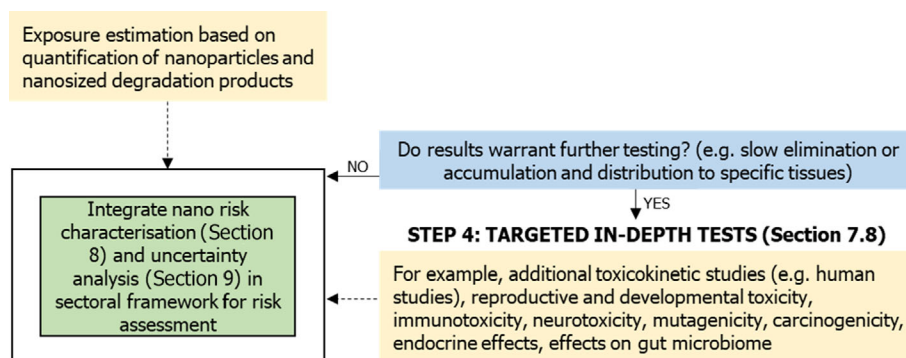 Exposure estimation based on
quantification of nanoparticles and
nanosized degradation products
Do results warrant further testing? (e.g. slow elimination or
accumulation and distribution to specific tissues)
NO
YES
Integrate nano risk
characterisation (Section
8) and uncertainty
analysis (Section 9) in
sectoral framework for risk
assessment
STEP 4: TARGETED IN-DEPTH TESTS (Section 7.8)
For example, additional toxicokinetic studies (e.g. human
studies), reproductive and developmental toxicity,
immunotoxicity, neurotoxicity, mutagenicity, carcinogenicity,
endocrine effects, effects on gut microbiome